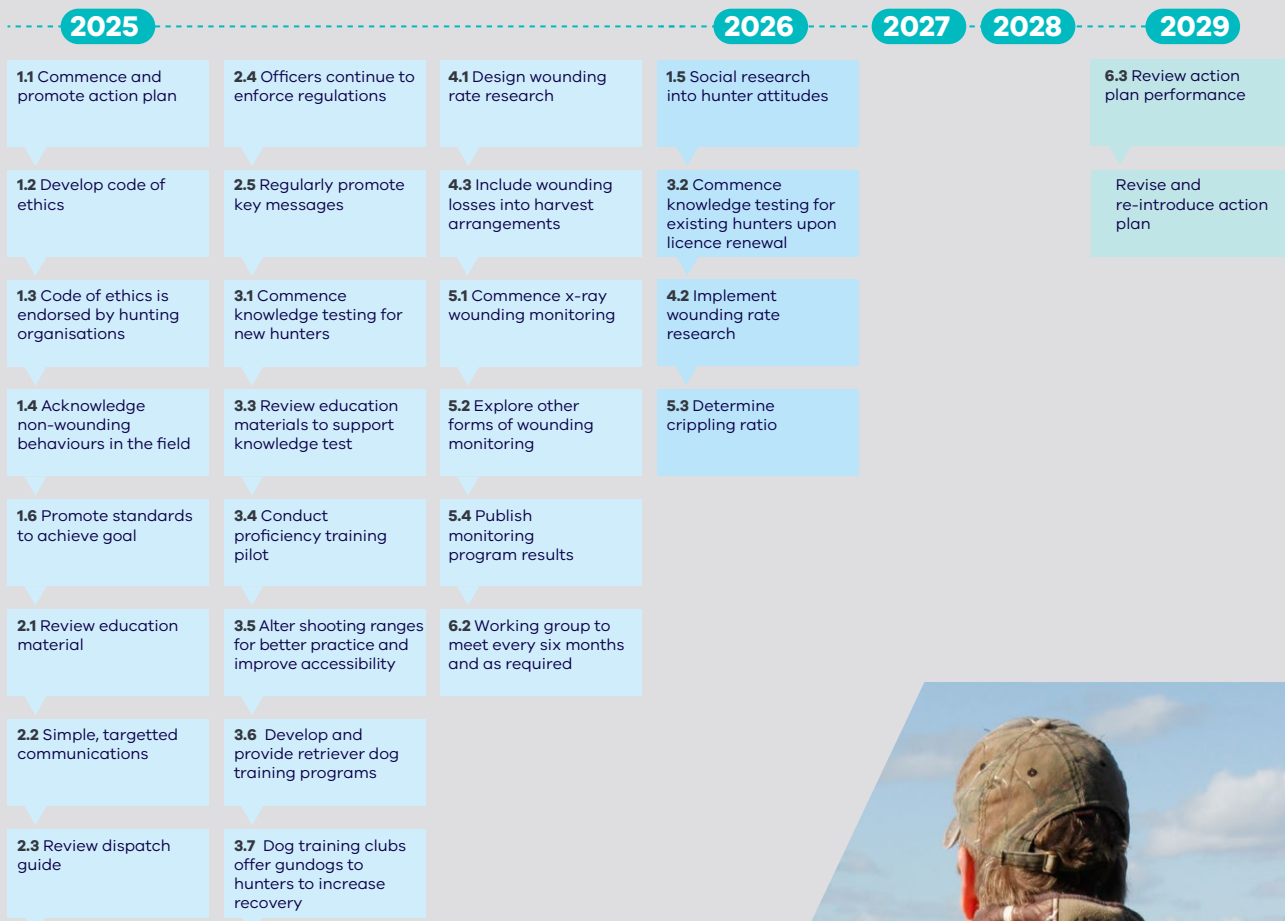 2025
2026
2027
2028
2029
1.1 Commence and
promote action plan
1.2 Develop code of
ethics
1.3 Code of ethics is
endorsed by hunting
organisations
1.4 Acknowledge
non-wounding
behaviours in the field
1.6 Promote standards
to achieve goal
2.1 Review education
material
2.2 Simple, targetted
communications
2.3 Review dispatch
guide
2.4 Officers continue to
enforce regulations
2.5 Regularly promote
key messages
3.1 Commence
knowledge testing for
new hunters
3.3 Review education
materials to support
knowledge test
3.4 Conduct
proficiency training
pilot
3.5 Alter shooting ranges
for better practice and
improve accessibility
3.6 Develop and
provide retriever dog
training programs
3.7 Dog training clubs
offer gundogs to
hunters to increase
recovery
4.1 Design wounding
rate research
4.3 Include wounding
losses into harvest
arrangements
5.1 Commence x-ray
wounding monitoring
5.2 Explore other
forms of wounding
monitoring
5.4 Publish
monitoring
program results
6.2 Working group to
meet every six months
and as required
1.5 Social research
into hunter attitudes
3.2 Commence
knowledge testing for
existing hunters upon
licence renewal
4.2 Implement
wounding rate
research
5.3 Determine
crippling ratio
6.3 Review action
plan performance
Revise and
re-introduce action
plan